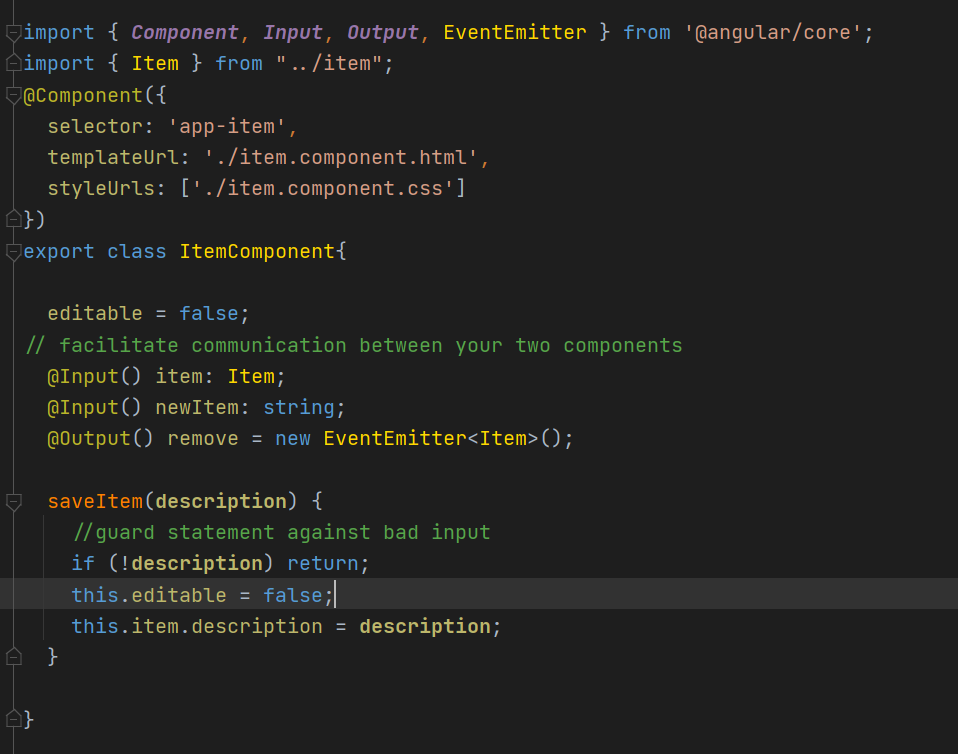 import { Component, Input, Output, EventEmitter } from '@angular/core';
import { Item } from "../item";
@Component({
  selector: 'app-item',
  templateUrl: './item.component.html',
  styleUrls: ['./item.component.css']
})
export class ItemComponent{

  editable = false;
// facilitate communication between your two components
  @Input() item: Item;
  @Input() newItem: string;
  @Output() remove = new EventEmitter<Item>();

  saveItem(description) {
    //guard statement against bad input
    if (!description) return;
    this.editable = false;
    this.item.description = description;
  }

}